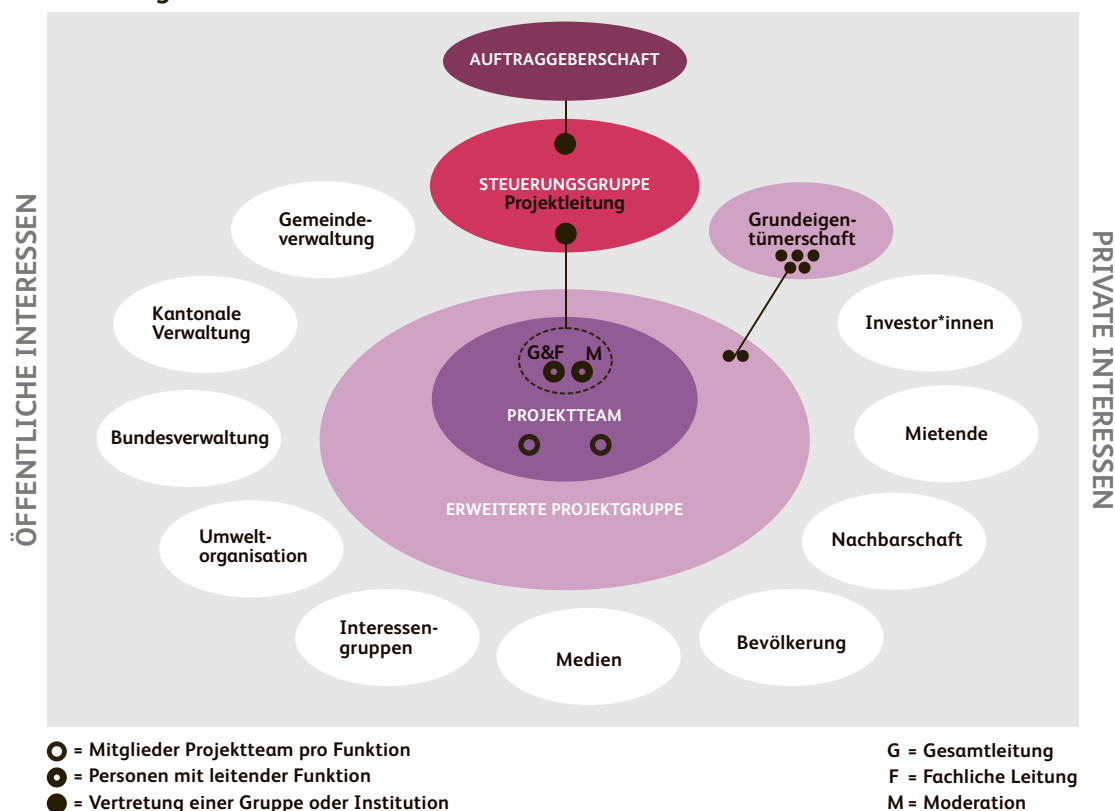 AUFTRAGGEBERSCHAFT
STEUERUNGSGRUPPE
Projektleitung
Gemeinde-
verwaltung
Grundeigen-
tümerschaft
ÖFFENTLICHE INTERESSEN
PRIVATE INTERESSEN
Kantonale
Verwaltung
Investor*innen
G&F M
PROJEKTTEAM
Bundesverwaltung
Mietende
ERWEITERTE PROJEKTGRUPPE
Umwelt-
organisation
Nachbarschaft
Interessen-
gruppen
Medien
Bevölkerung
= Mitglieder Projektteam pro Funktion
= Personen mit leitender Funktion
= Vertretung einer Gruppe oder Institution
G = Gesamtleitung
F = Fachliche Leitung
M = Moderation